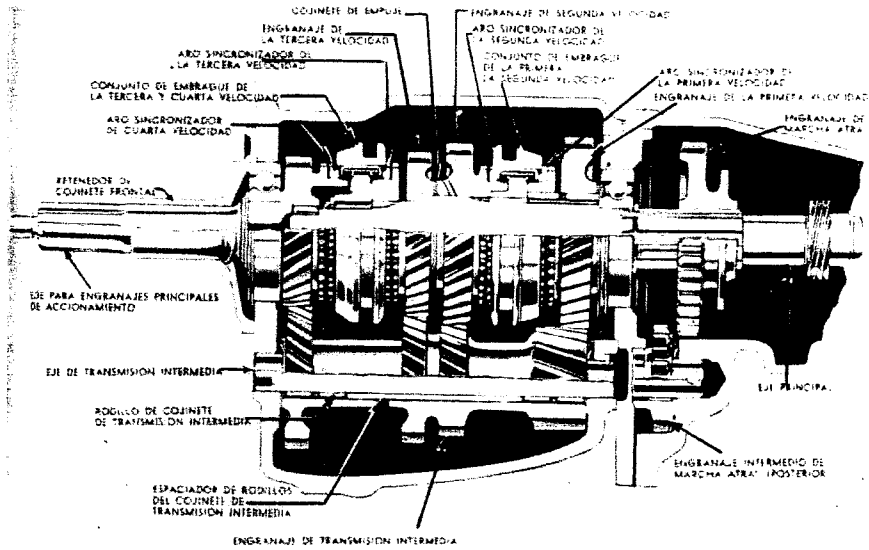 COJINETE DE EMPUJE
ENGRANAJE DE SEGUNDA VELOCIDAD
ENGRANAJE DE
LA TERCERA VELOCIDAD
ARO SINCRONIZADOR DE
LA SEGUNDA VELOCIDAD
ARO SINCRONIZADOR DE
LA TERCERA VELOCIDAD
CONJUNTO DE EMBRAGUE
DE LA PRIMERA
LA SEGUNDA VELOCIDAD
CONJUNTO DE EMBRAGUE DE
LA TERCERA Y CUARTA VELOCIDAD
ARO SINCRONIZADOR DE
LA PRIMERA VELOCIDAD
ENGRANAJE DE LA PRIMERA VELOCIDAD
ARO SINCRONIZADOR
DE CUARTA VELOCIDAD
ENGRANAJE DE
MARCHA ATRA
RETENEDOR DE
COJINETE FRONTAL
EJE PARA ENGRANAJES PRINCIPALES
DE ACCIONAMIENTO
EJE DE TRANSMISION INTERMEDIA
EJE PRINCIPAL
RODILLO DE COJINETE
DE TRANSMISION INTERMEDIA
ENGRANAJE INTERMEDIO DE
MARCHA ATRA (POSTERIOR
ESPACIADOR DE RODILLOS
DEL COJINETE DE
TRANSMISION INTERMEDIA
ENGRANAJE DE TRANSMISION INTERMEDIA